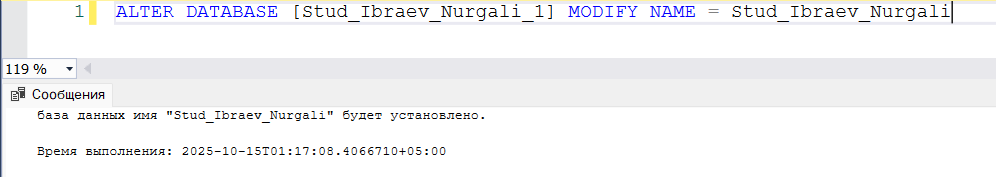 1 ALTER DATABASE [Stud_Ibraev_Nurgali_1] MODIFY NAME = Stud_Ibraev_Nurgali
119 %
Сообщения
база данных имя "Stud_Ibraev_Nurgali" будет установлено.
Время выполнения: 2025-10-15T01:17:08.4066710+05:00